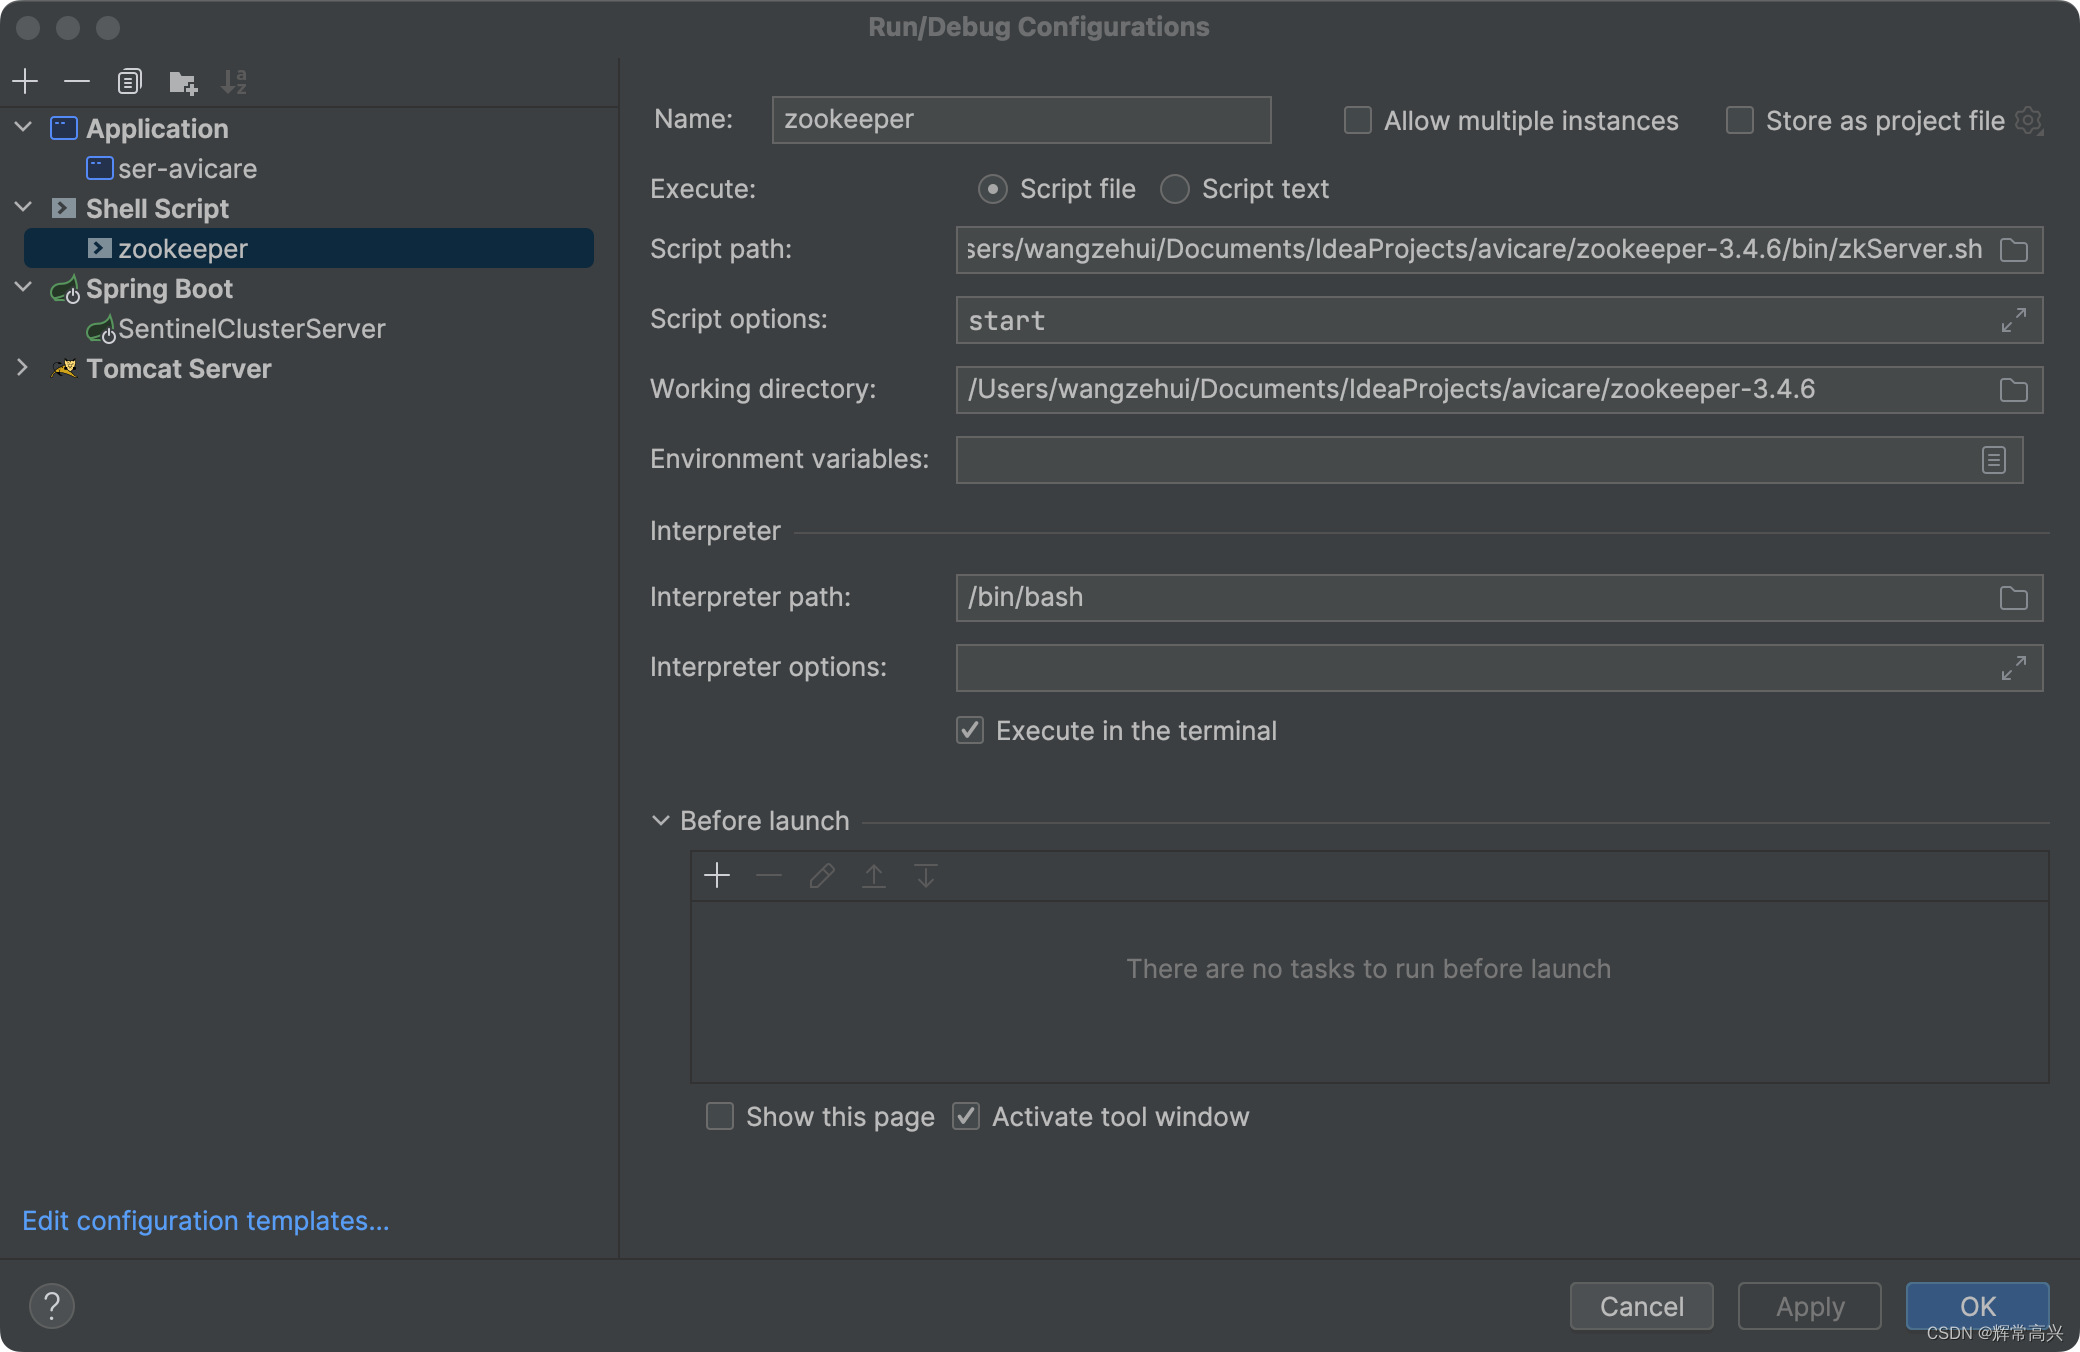 Run/Debug Configurations
Application
ser-avicare
Shell Script
zookeeper
Spring Boot
SentinelClusterServer
Tomcat Server
Edit configuration templates...
Name: zookeeper Allow multiple instances Store as project file
Execute: Script file Script text
Script path: sers/wangzehui/Documents/IdeaProjects/avicare/zookeeper-3.4.6/bin/zkServer.sh
Script options: start
Working directory: /Users/wangzehui/Documents/IdeaProjects/avicare/zookeeper-3.4.6
Environment variables:
Interpreter
Interpreter path: /bin/bash
Interpreter options:
Execute in the terminal
Before launch
There are no tasks to run before launch
Show this page Activate tool window
? Cancel Apply OK
CSDN @辉常高兴